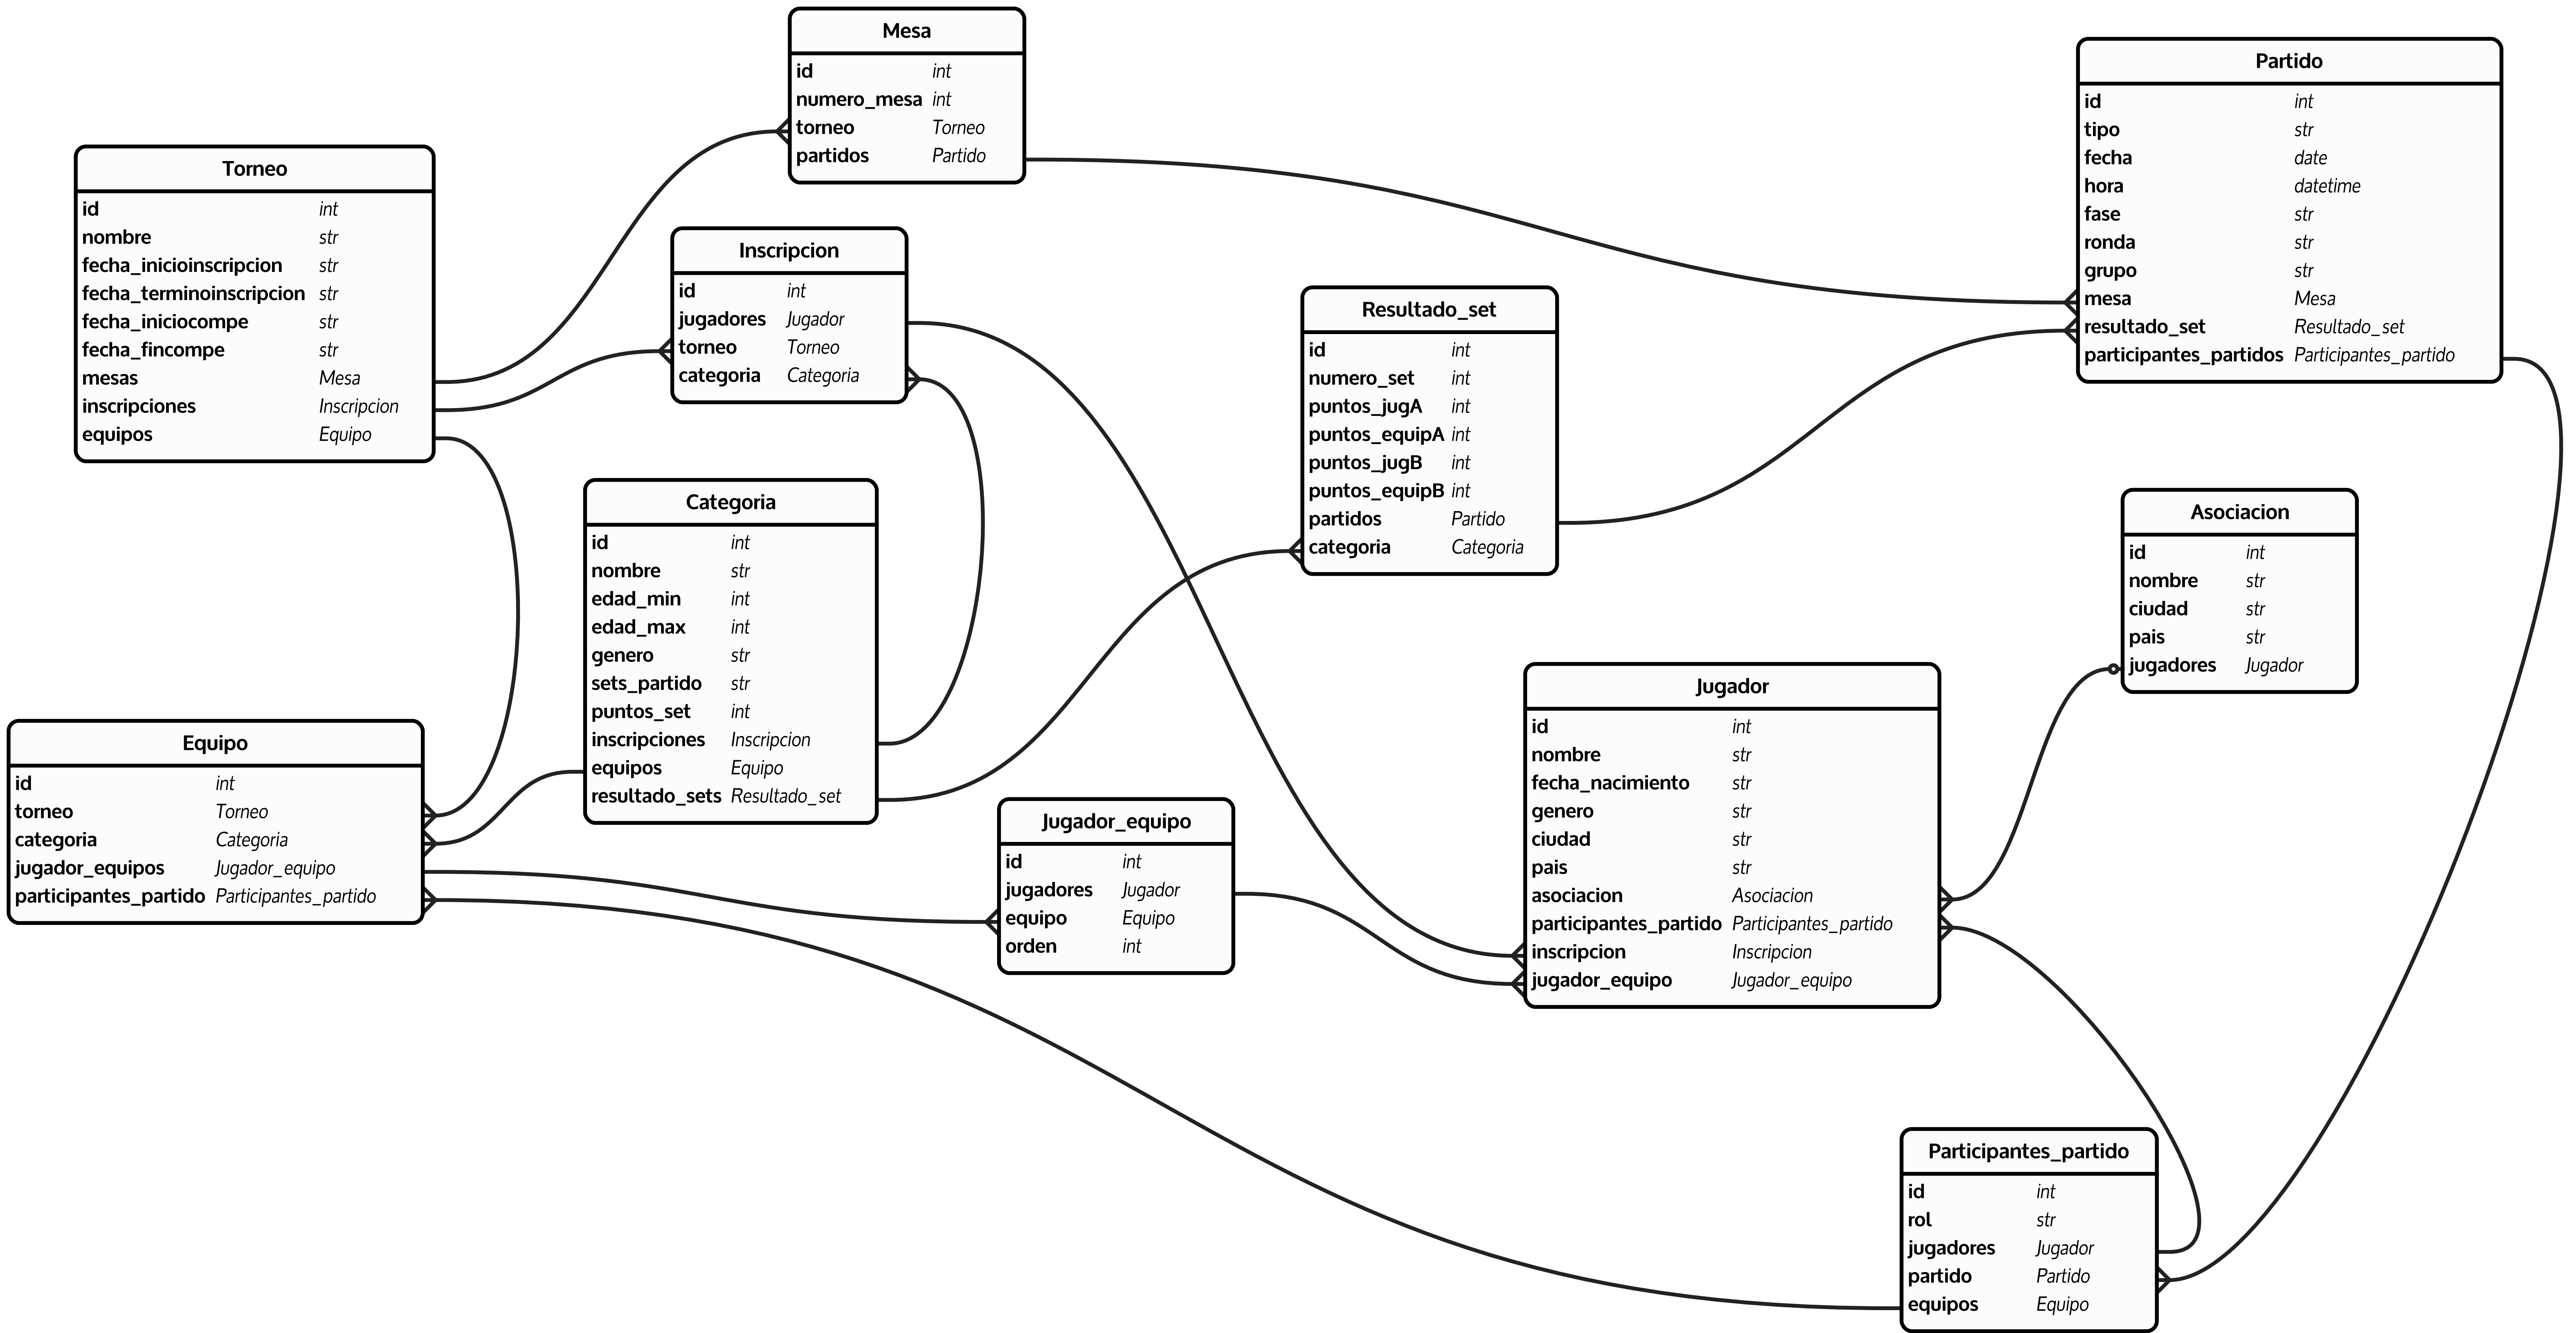 Mesa
id int
numero_mesa int
torneo Torneo
partidos Partido
Partido
id int
tipo str
fecha date
hora datetime
fase str
ronda str
grupo str
mesa Mesa
resultado_set Resultado_set
participantes_partidos Participantes_partido
Torneo
id int
nombre str
fecha_inicioinscripcion str
fecha_terminoinscripcion str
fecha_iniciocompe str
fecha_fincompe str
mesas Mesa
inscripciones Inscripcion
equipos Equipo
Inscripcion
id int
jugadores Jugador
torneo Torneo
categoria Categoria
Resultado_set
id int
numero_set int
puntos_jugA int
puntos_equipA int
puntos_jugB int
puntos_equipB int
partidos Partido
categoria Categoria
Categoria
id int
nombre str
edad_min int
edad_max int
genero str
sets_partido str
puntos_set int
inscripciones Inscripcion
equipos Equipo
resultado_sets Resultado_set
Asociacion
id int
nombre str
ciudad str
pais str
jugadores Jugador
Jugador
id int
nombre str
fecha_nacimiento str
genero str
ciudad str
pais str
asociacion Asociacion
participantes_partido Participantes_partido
inscripcion Inscripcion
jugador_equipo Jugador_equipo
Equipo
id int
torneo Torneo
categoria Categoria
jugador_equipos Jugador_equipo
participantes_partido Participantes_partido
Jugador_equipo
id int
jugadores Jugador
equipo Equipo
orden int
Participantes_partido
id int
rol str
jugadores Jugador
partido Partido
equipos Equipo